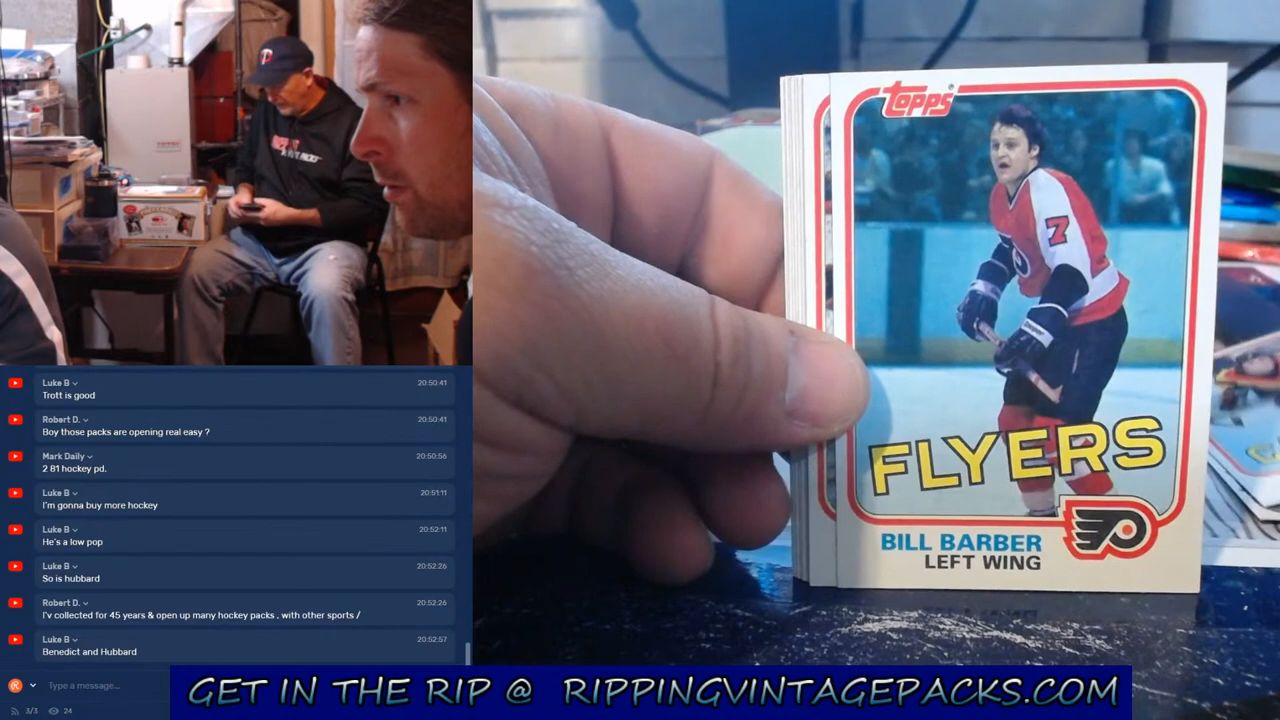 Luke B
20:50:41
Trott is good
Robert D.
20:50:41
Boy those packs are opening real easy ?
Mark Daily
20:50:56
2 81 hockey pd.
Luke B
20:51:11
I'm gonna buy more hockey
Luke B
20:52:11
He's a low pop
Luke B
20:52:26
So is hubbard
Robert D.
20:52:26
I'v collected for 45 years & open up many hockey packs , with other sports /
Luke B
20:52:57
Benedict and Hubbard
Type a message...
3/3 24
topps
7
FLYERS
BILL BARBER
LEFT WING
GET IN THE RIP @ RIPPINGVINTAGEPACKS.COM